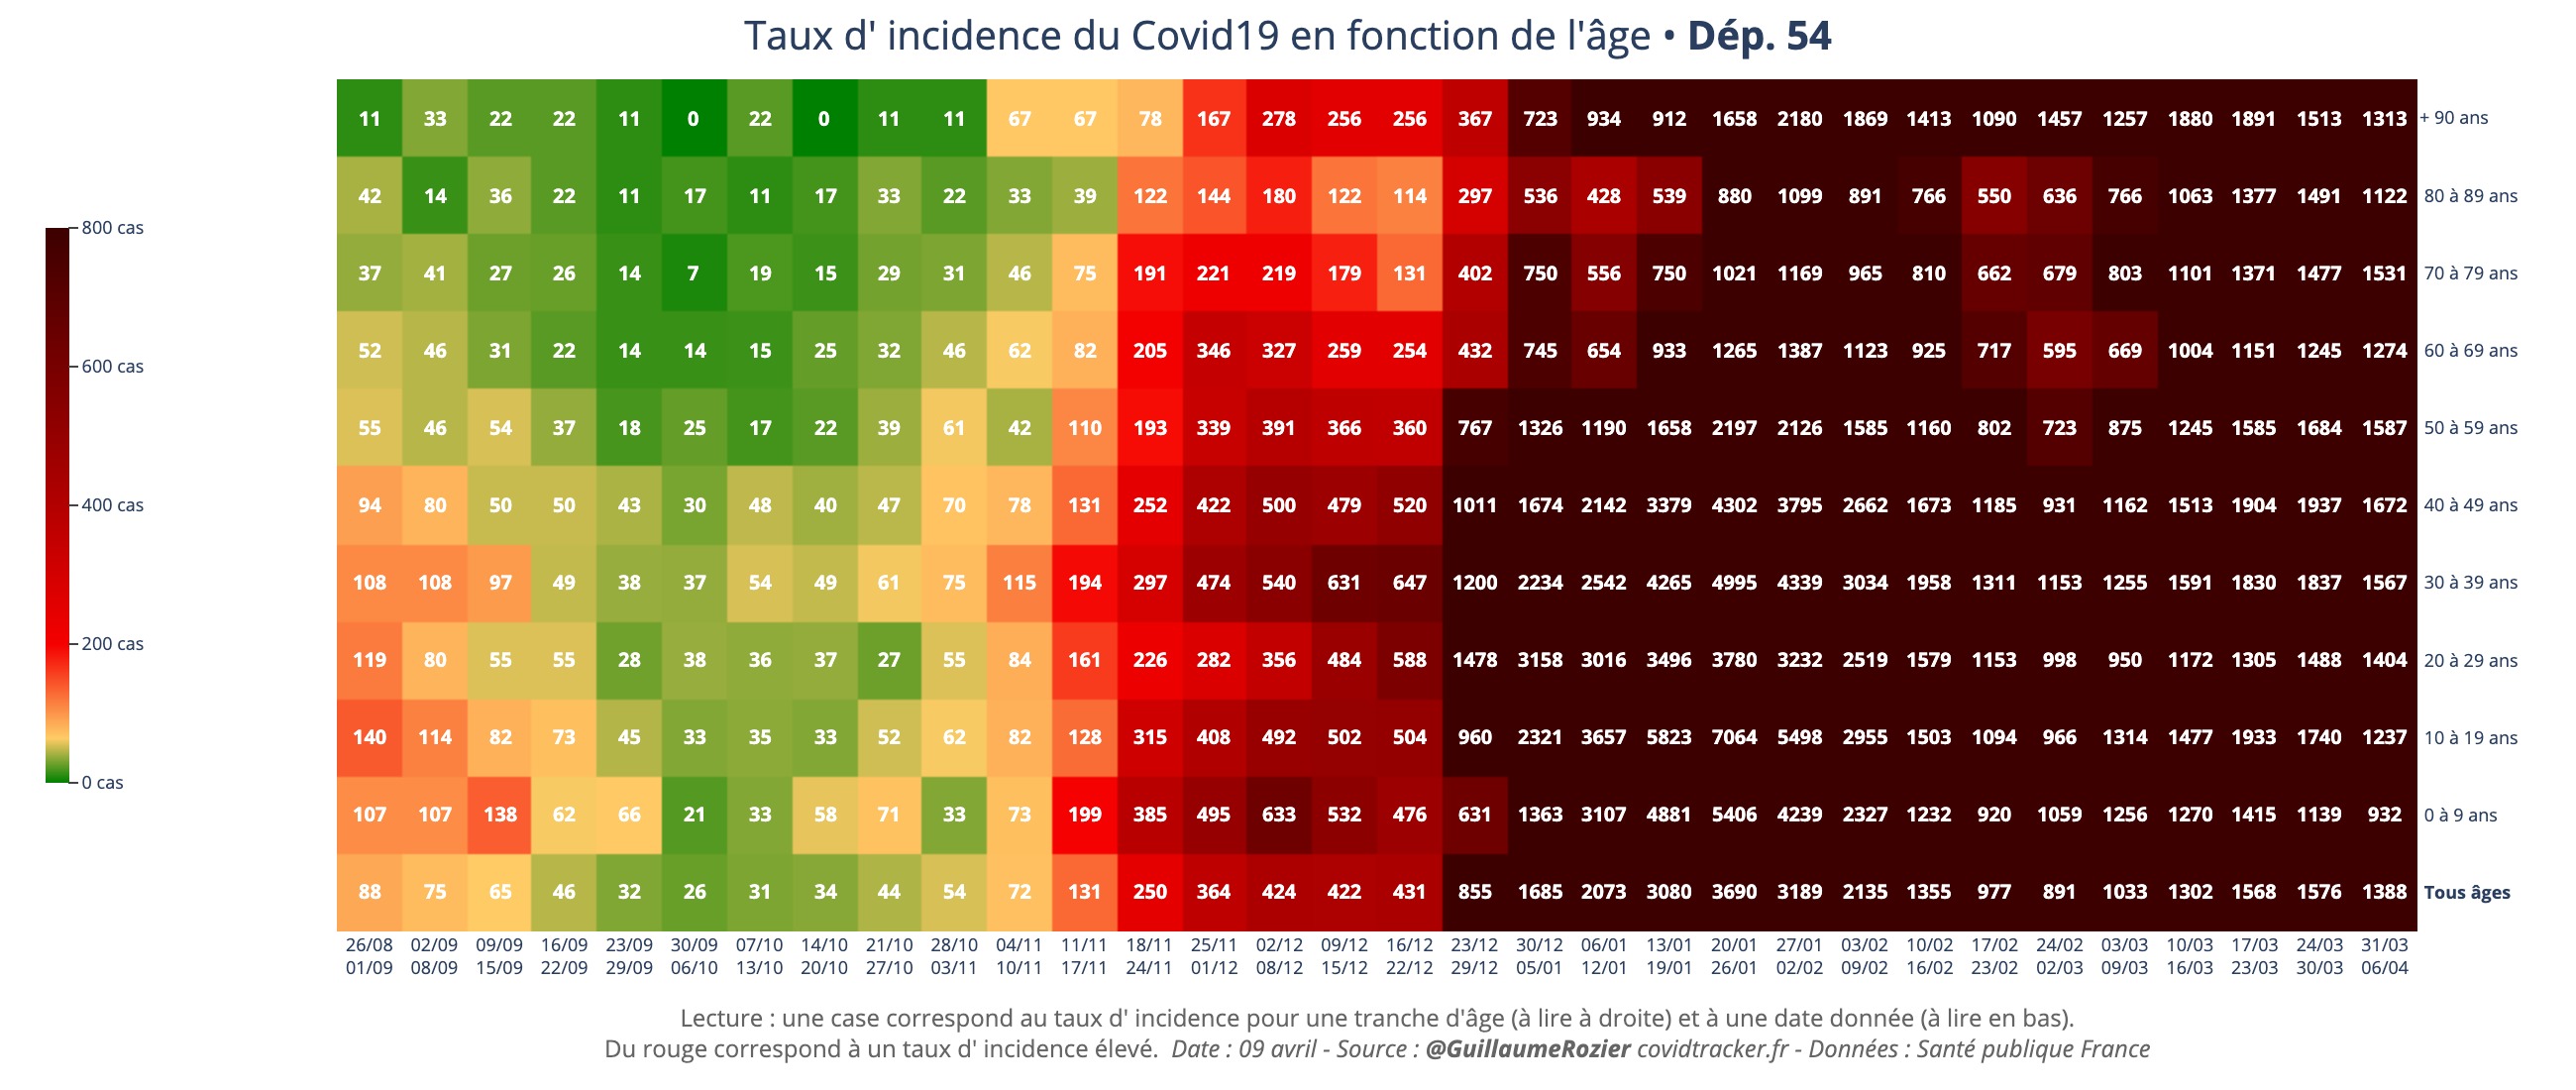 Taux d' incidence du Covid19 en fonction de l'âge • Dép. 54
800 cas
600 cas
400 cas
200 cas
0 cas
11 33 22 22 11 0 22 0 11 11 67 67 78 167 278 256 256 367 723 934 912 1658 2180 1869 1413 1090 1457 1257 1880 1891 1513 1313 + 90 ans
42 14 36 22 11 17 11 17 33 22 33 39 122 144 180 122 114 297 536 428 539 880 1099 891 766 550 636 766 1063 1377 1491 1122 80 à 89 ans
37 41 27 26 14 7 19 15 29 31 46 75 191 221 219 179 131 402 750 556 750 1021 1169 965 810 662 679 803 1101 1371 1477 1531 70 à 79 ans
52 46 31 22 14 14 15 25 32 46 62 82 205 346 327 259 254 432 745 654 933 1265 1387 1123 925 717 595 669 1004 1151 1245 1274 60 à 69 ans
55 46 54 37 18 25 17 22 39 61 42 110 193 339 391 366 360 767 1326 1190 1658 2197 2126 1585 1160 802 723 875 1245 1585 1684 1587 50 à 59 ans
94 80 50 50 43 30 48 40 47 70 78 131 252 422 500 479 520 1011 1674 2142 3379 4302 3795 2662 1673 1185 931 1162 1513 1904 1937 1672 40 à 49 ans
108 108 97 49 38 37 54 49 61 75 115 194 297 474 540 631 647 1200 2234 2542 4265 4995 4339 3034 1958 1311 1153 1255 1591 1830 1837 1567 30 à 39 ans
119 80 55 55 28 38 36 37 27 55 84 161 226 282 356 484 588 1478 3158 3016 3496 3780 3232 2519 1579 1153 998 950 1172 1305 1488 1404 20 à 29 ans
140 114 82 73 45 33 35 33 52 62 82 128 315 408 492 502 504 960 2321 3657 5823 7064 5498 2955 1503 1094 966 1314 1477 1933 1740 1237 10 à 19 ans
107 107 138 62 66 21 33 58 71 33 73 199 385 495 633 532 476 631 1363 3107 4881 5406 4239 2327 1232 920 1059 1256 1270 1415 1139 932 0 à 9 ans
88 75 65 46 32 26 31 34 44 54 72 131 250 364 424 422 431 855 1685 2073 3080 3690 3189 2135 1355 977 891 1033 1302 1568 1576 1388 Tous âges
26/08 02/09 09/09 16/09 23/09 30/09 07/10 14/10 21/10 28/10 04/11 11/11 18/11 25/11 02/12 09/12 16/12 23/12 30/12 06/01 13/01 20/01 27/01 03/02 10/02 17/02 24/02 03/03 10/03 17/03 24/03 31/03
01/09 08/09 15/09 22/09 29/09 06/10 13/10 20/10 27/10 03/11 10/11 17/11 24/11 01/12 08/12 15/12 22/12 29/12 05/01 12/01 19/01 26/01 02/02 09/02 16/02 23/02 02/03 09/03 16/03 23/03 30/03 06/04
Lecture : une case correspond au taux d' incidence pour une tranche d'âge (à lire à droite) et à une date donnée (à lire en bas).
Du rouge correspond à un taux d' incidence élevé. Date : 09 avril - Source : @GuillaumeRozier covidtracker.fr - Données : Santé publique France